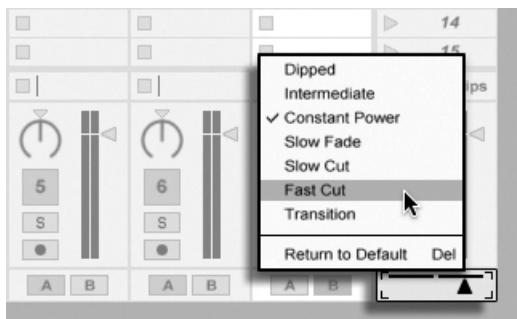 14
15
Dipped
Intermediate
Constant Power
Slow Fade
Slow Cut
Fast Cut
Transition
Return to Default Del
ips
5 6
S S
A B A B A B